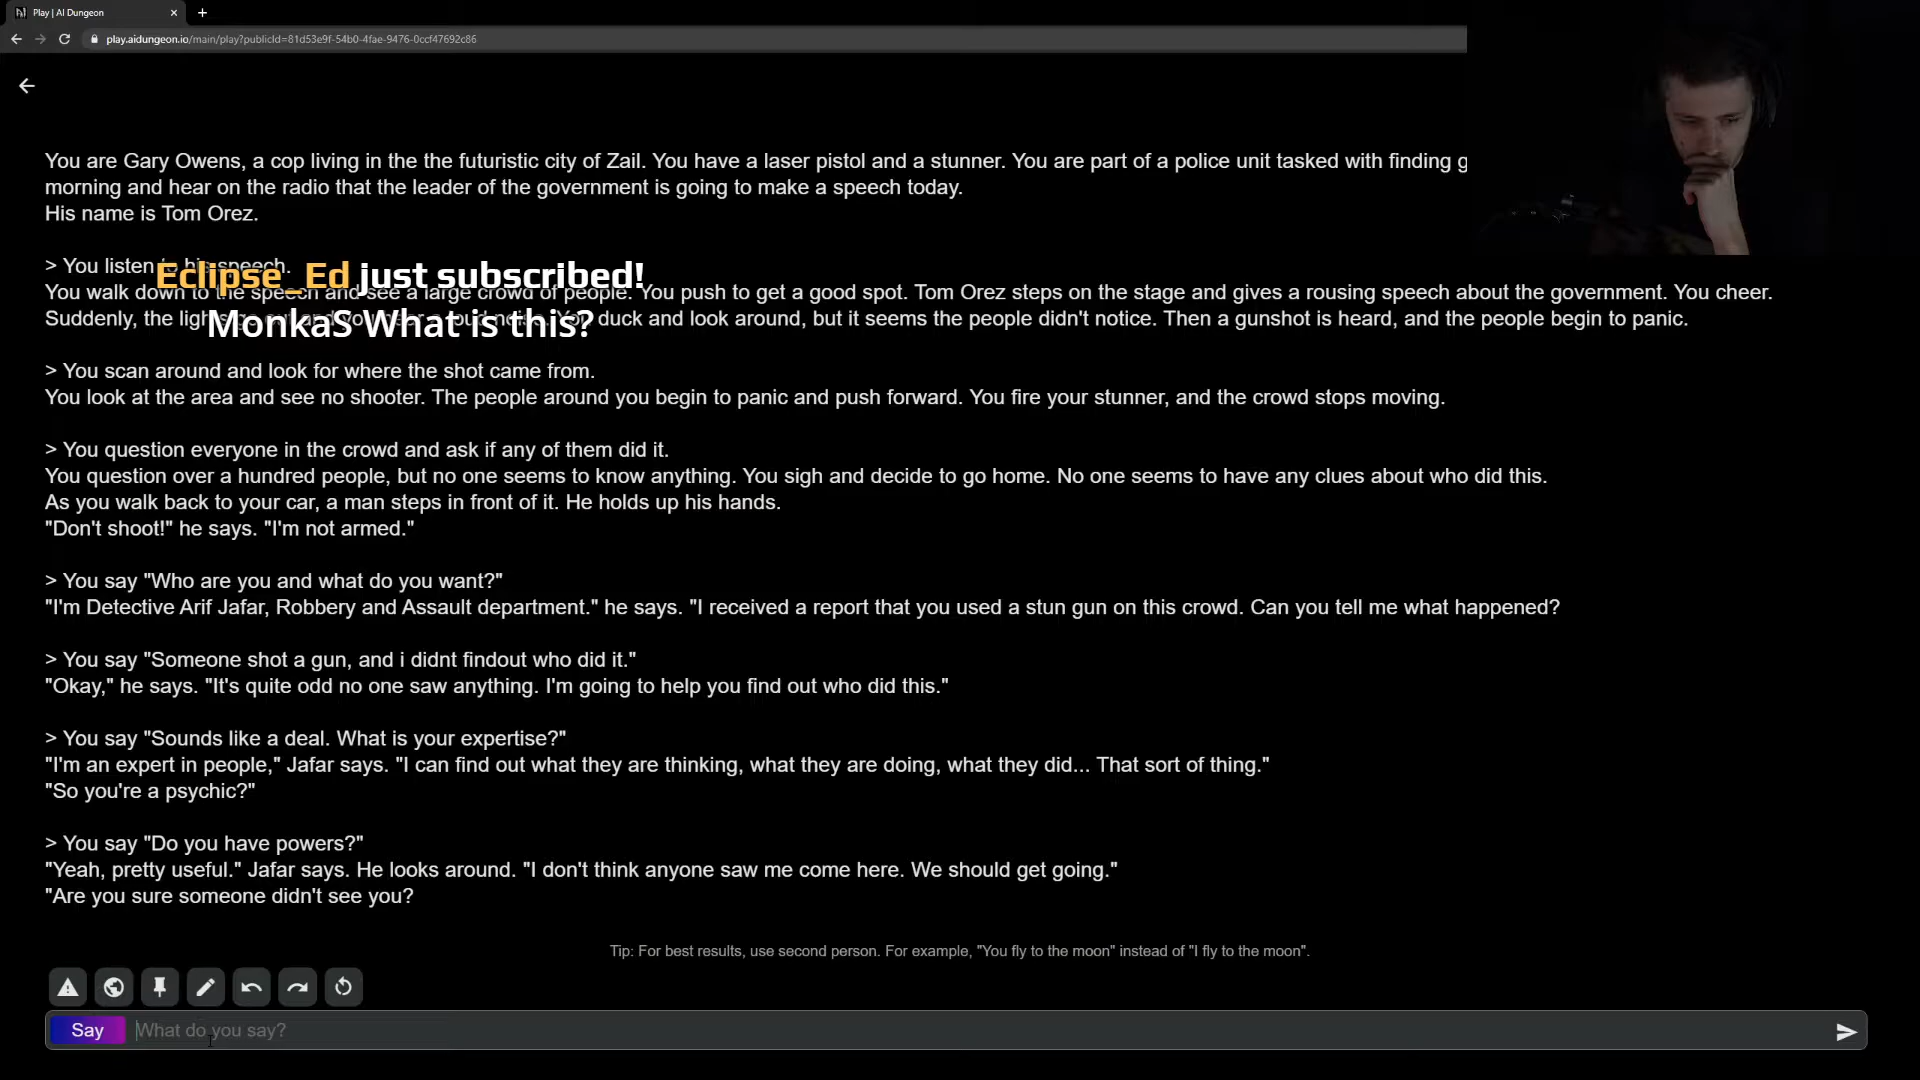 Play | AI Dungeon
play.aidungeon.io/main/play?publicId=81d53e9f-54b0-4fae-9476-0ccf47692c86
You are Gary Owens, a cop living in the the futuristic city of Zail. You have a laser pistol and a stunner. You are part of a police unit tasked with finding g
morning and hear on the radio that the leader of the government is going to make a speech today.
His name is Tom Orez.
> You listen to his speech.
Eclipse_Ed just subscribed!
You walk down to the speech and see a large crowd of people. You push to get a good spot. Tom Orez steps on the stage and gives a rousing speech about the government. You cheer.
MonkaS What is this?
Suddenly, the lights duck and look around, but it seems the people didn't notice. Then a gunshot is heard, and the people begin to panic.
> You scan around and look for where the shot came from.
You look at the area and see no shooter. The people around you begin to panic and push forward. You fire your stunner, and the crowd stops moving.
> You question everyone in the crowd and ask if any of them did it.
You question over a hundred people, but no one seems to know anything. You sigh and decide to go home. No one seems to have any clues about who did this.
As you walk back to your car, a man steps in front of it. He holds up his hands.
"Don't shoot!" he says. "I'm not armed."
> You say "Who are you and what do you want?"
"I'm Detective Arif Jafar, Robbery and Assault department." he says. "I received a report that you used a stun gun on this crowd. Can you tell me what happened?
> You say "Someone shot a gun, and i didnt findout who did it."
"Okay," he says. "It's quite odd no one saw anything. I'm going to help you find out who did this."
> You say "Sounds like a deal. What is your expertise?"
"I'm an expert in people," Jafar says. "I can find out what they are thinking, what they are doing, what they did... That sort of thing."
"So you're a psychic?"
> You say "Do you have powers?"
"Yeah, pretty useful." Jafar says. He looks around. "I don't think anyone saw me come here. We should get going."
"Are you sure someone didn't see you?
Tip: For best results, use second person. For example, "You fly to the moon" instead of "I fly to the moon".
Say What do you say?